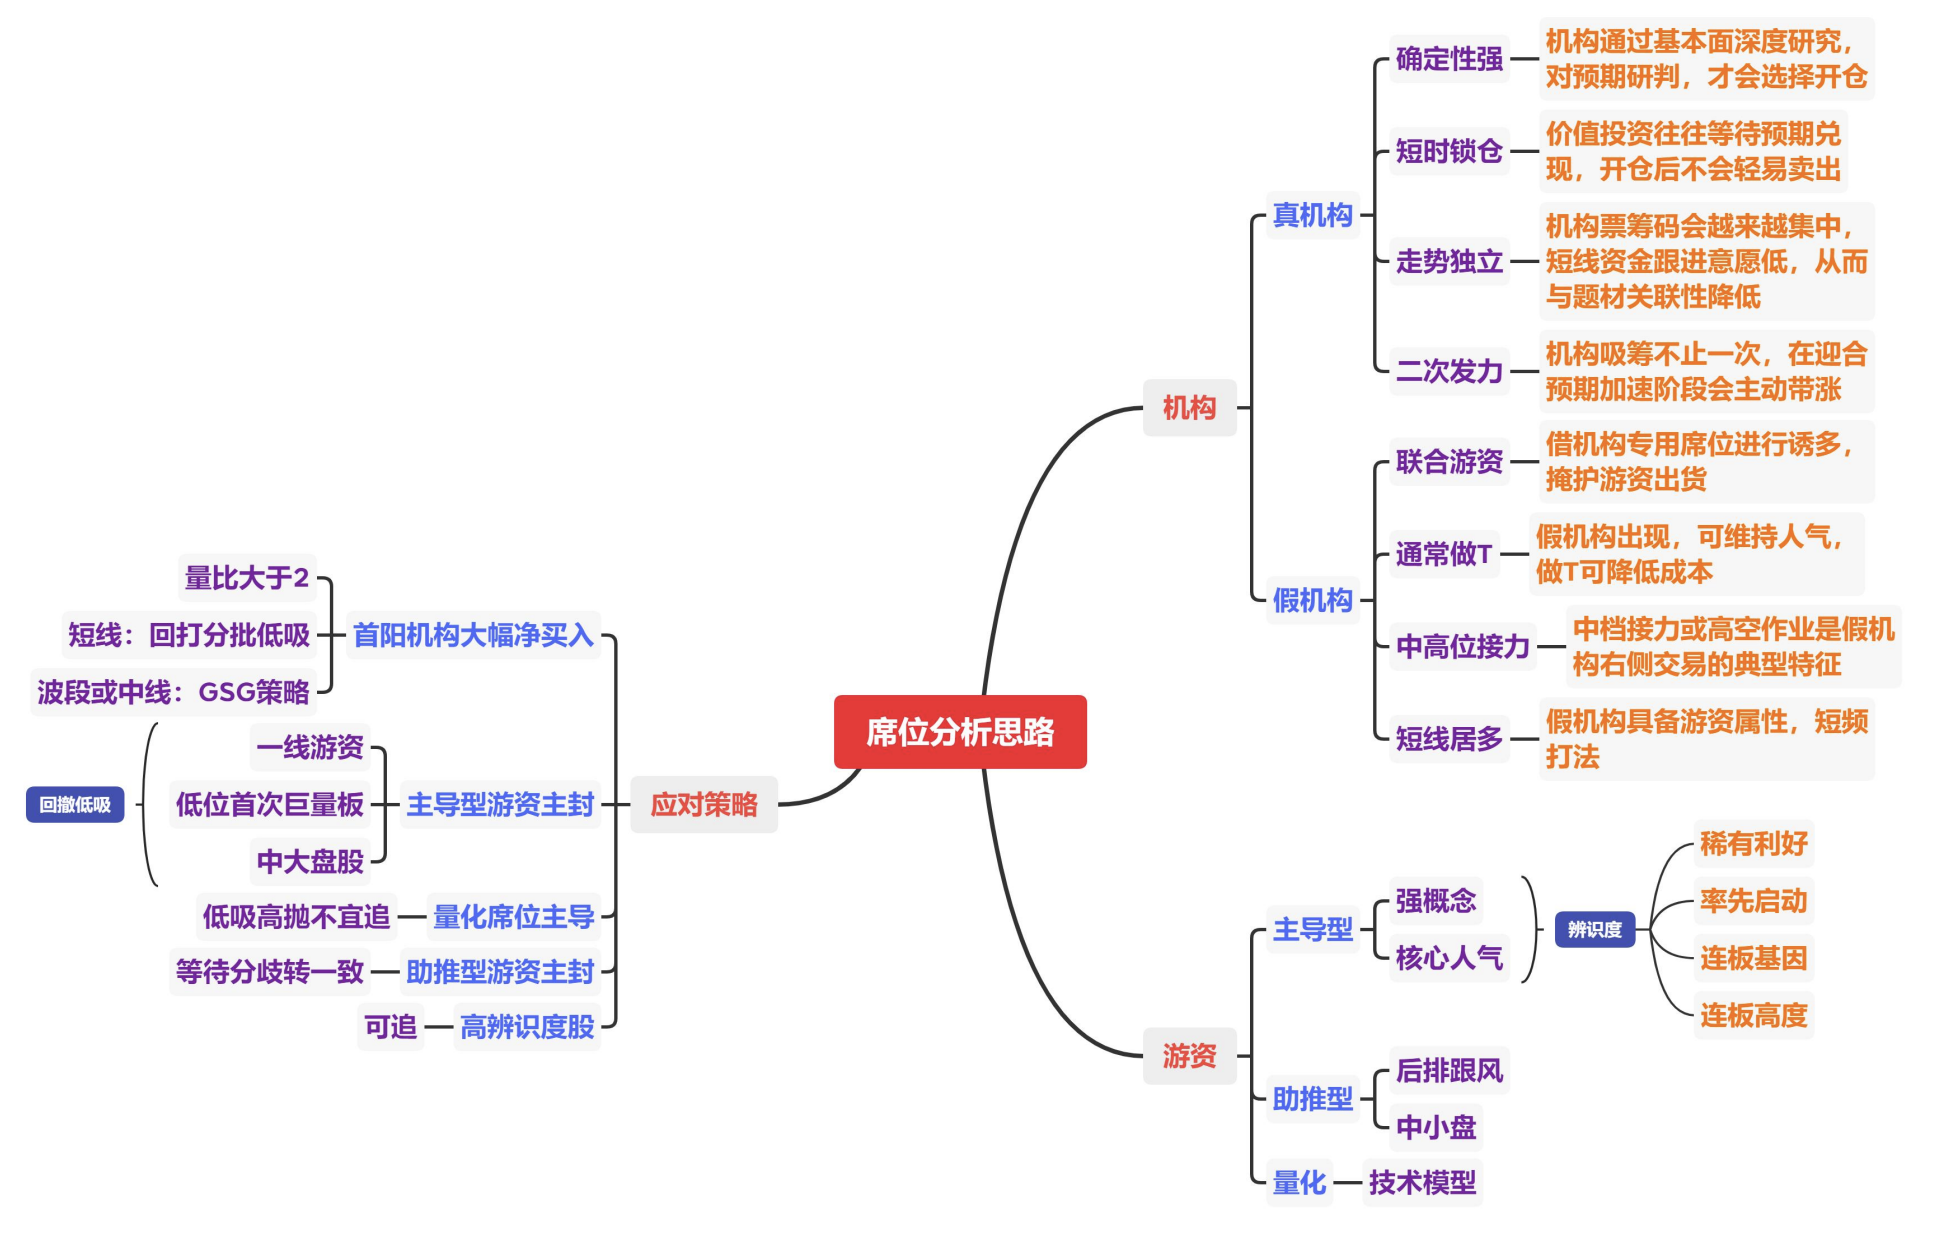 席位分析思路
机构
真机构
确定性强
机构通过基本面深度研究，
对预期研判，才会选择开仓
短时锁仓
价值投资往往等待预期兑
现，开仓后不会轻易卖出
走势独立
机构票筹码会越来越集中，
短线资金跟进意愿低，从而
与题材关联性降低
二次发力
机构吸筹不止一次，在迎合
预期加速阶段会主动带涨
假机构
联合游资
借机构专用席位进行诱多，
掩护游资出货
通常做T
假机构出现，可维持人气，
做T可降低成本
中高位接力
中档接力或高空作业是假机
构右侧交易的典型特征
短线居多
假机构具备游资属性，短频
打法
游资
主导型
强概念
核心人气
辨识度
稀有利好
率先启动
连板基因
连板高度
助推型
后排跟风
中小盘
量化
技术模型
应对策略
首阳机构大幅净买入
量比大于2
短线：回打分批低吸
波段或中线：GSG策略
主导型游资主封
一线游资
低位首次巨量板
中大盘股
回撤低吸
量化席位主导
低吸高抛不宜追
助推型游资主封
等待分歧转一致
高辨识度股
可追